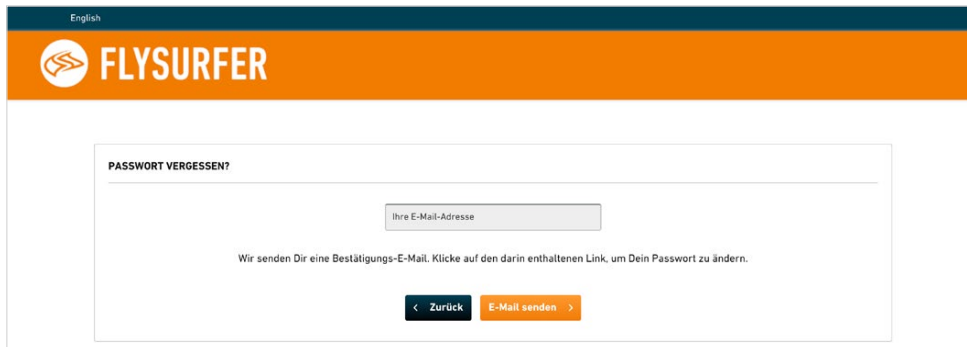 English
FLYSURFER
PASSWORT VERGESSEN?
Ihre E-Mail-Adresse
Wir senden Dir eine Bestätigungs-E-Mail. Klicke auf den darin enthaltenen Link, um Dein Passwort zu ändern.
< Zurück E-Mail senden >